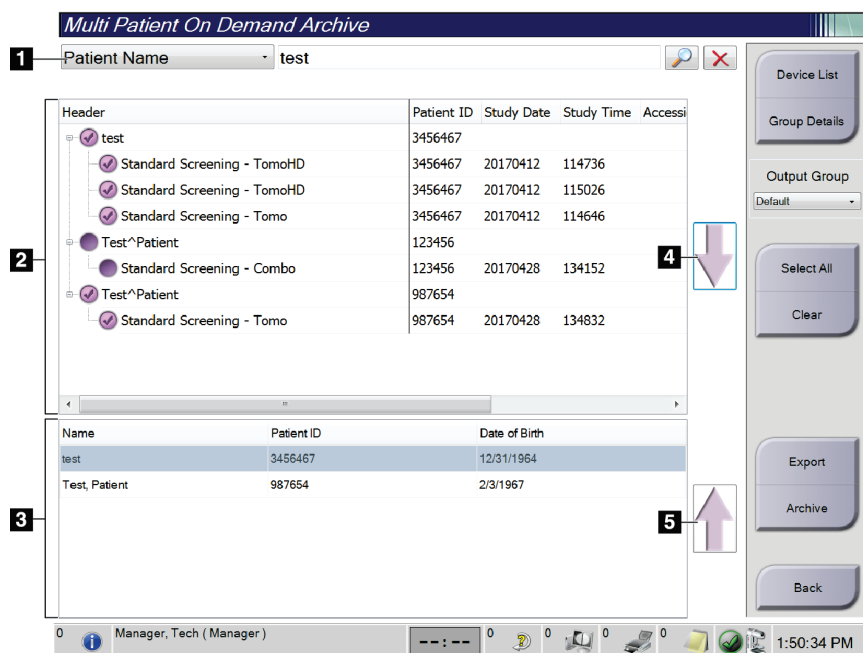 Multi Patient On Demand Archive
1
Patient Name
test
Device List
Group Details
Output Group
Default
Select All
Clear
Export
Archive
Back
2
Header Patient ID Study Date Study Time Accessi
test 3456467
Standard Screening - TomoHD 3456467 20170412 114736
Standard Screening - TomoHD 3456467 20170412 115026
Standard Screening - Tomo 3456467 20170412 114646
Test^Patient 123456
Standard Screening - Combo 123456 20170428 134152
Test^Patient 987654
Standard Screening - Tomo 987654 20170428 134832
4
3
Name Patient ID Date of Birth
test 3456467 12/31/1964
Test, Patient 987654 2/3/1967
5
0 Manager, Tech ( Manager ) --:-- 0 0 0 0 1:50:34 PM